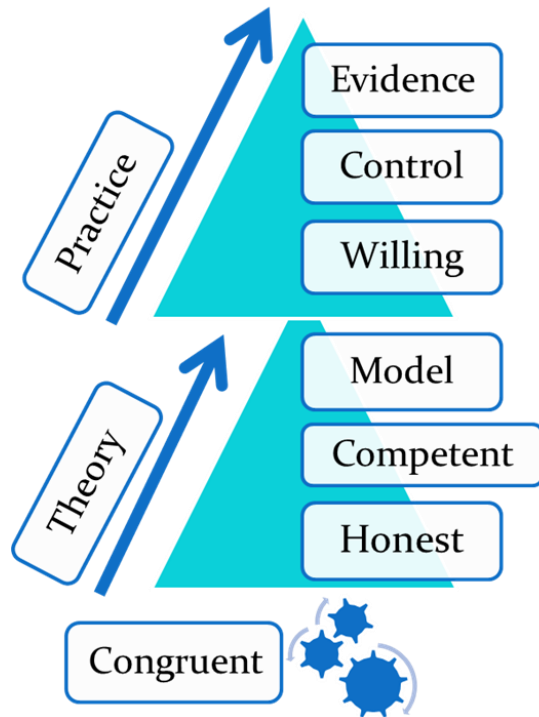 Evidence
Control
Willing
Practice
Model
Competent
Honest
Theory
Congruent